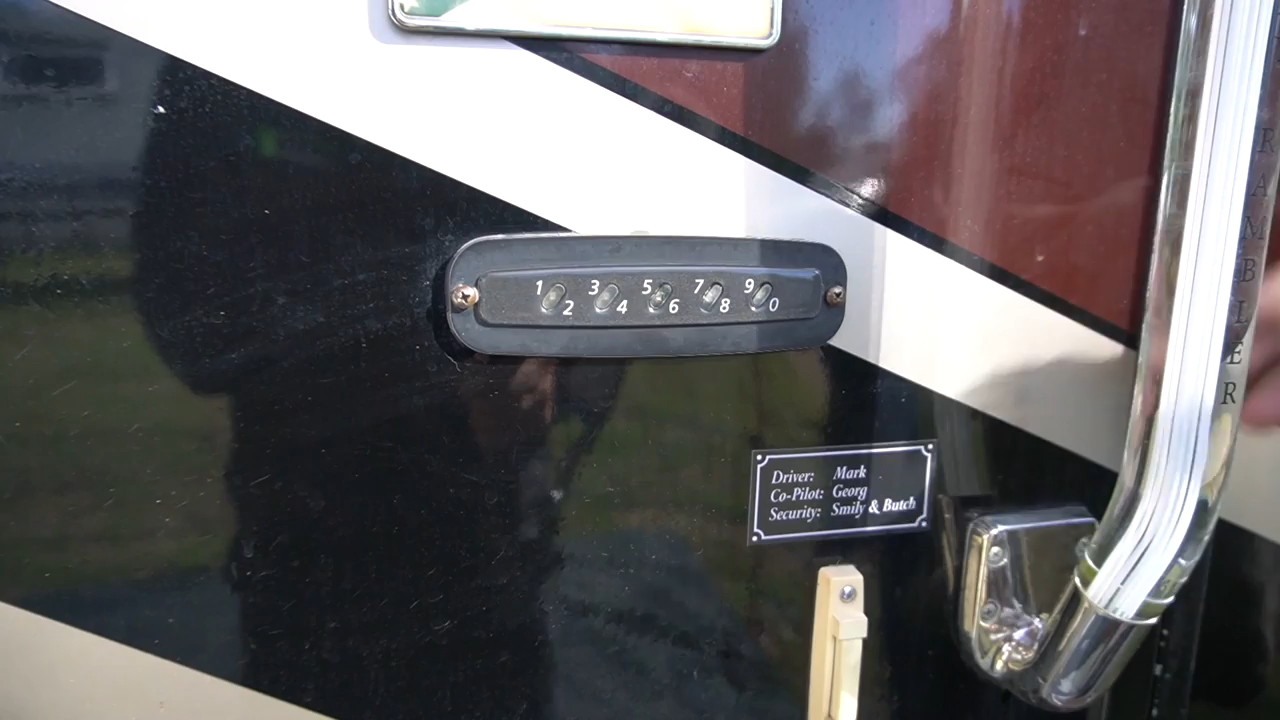 1 3 5 7 9
2 4 6 8 0
Driver: Mark
Co-Pilot: Georg
Security: Smily & Butch
RAMBLER